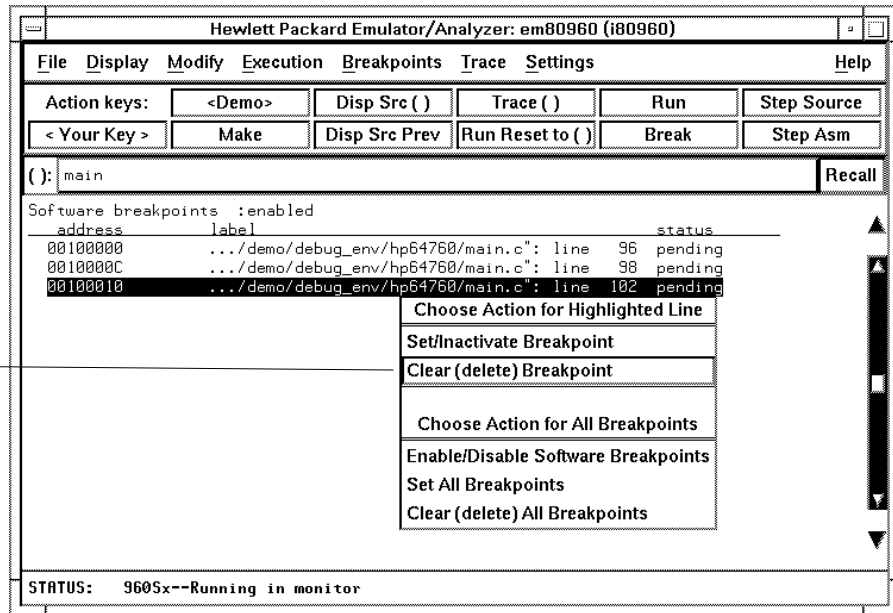 Hewlett Packard Emulator/Analyzer: em80960 (i80960)
File Display Modify Execution Breakpoints Trace Settings Help
Action keys: <Demo> Disp Src ( ) Trace ( ) Run Step Source
< Your Key > Make Disp Src Prev Run Reset to ( ) Break Step Asm
( ): main Recall
Software breakpoints :enabled
address label status
00100000 .../demo/debug_env/hp64760/main.c": line 96 pending
0010000C .../demo/debug_env/hp64760/main.c": line 98 pending
00100010 .../demo/debug_env/hp64760/main.c": line 102 pending
Choose Action for Highlighted Line
Set/Inactivate Breakpoint
Clear (delete) Breakpoint
Choose Action for All Breakpoints
Enable/Disable Software Breakpoints
Set All Breakpoints
Clear (delete) All Breakpoints
STATUS: 960Sx--Running in monitor